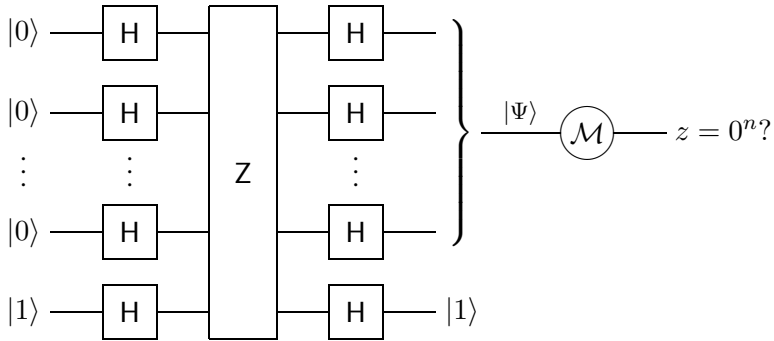 |0⟩ H H
|0⟩ H H |Ψ⟩ ℳ z = 0ⁿ?
⋮ ⋮ Z ⋮
|0⟩ H H
|1⟩ H H |1⟩